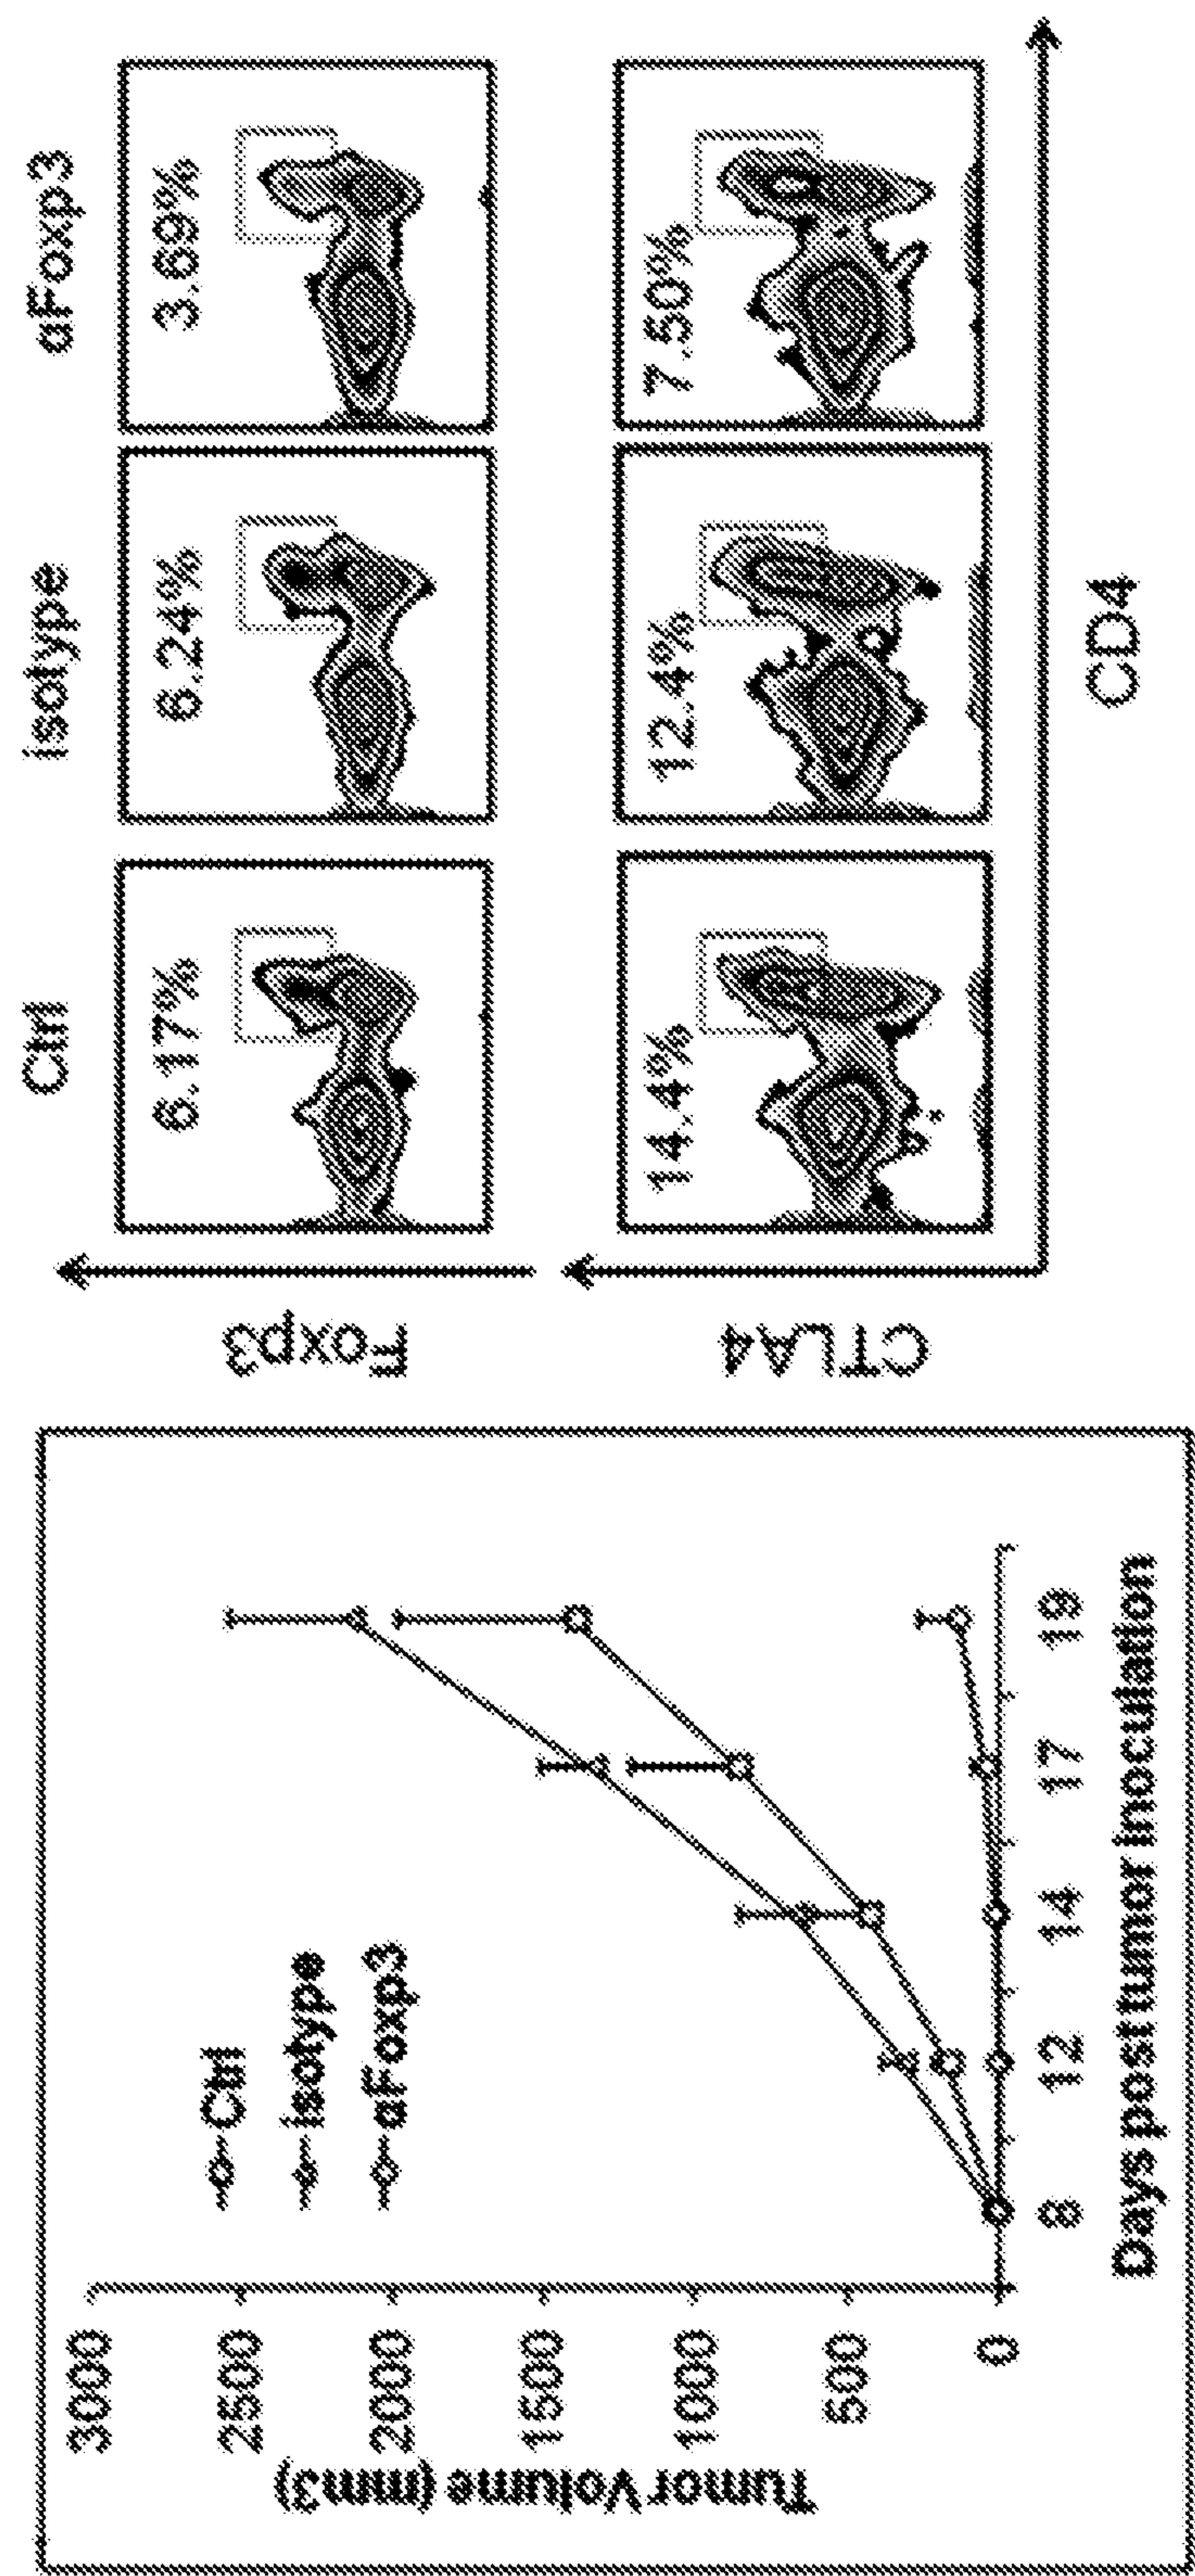 Tumor Volume (mm3)
3000
2500
2000
1500
1000
500
0
Ctrl
isotype
αFoxp3
8 12 14 17 19
Days post tumor inoculation
Ctrl isotype αFoxp3
Foxp3
6.17% 6.24% 3.69%
CTLA4
14.4% 12.4% 7.50%
CD4